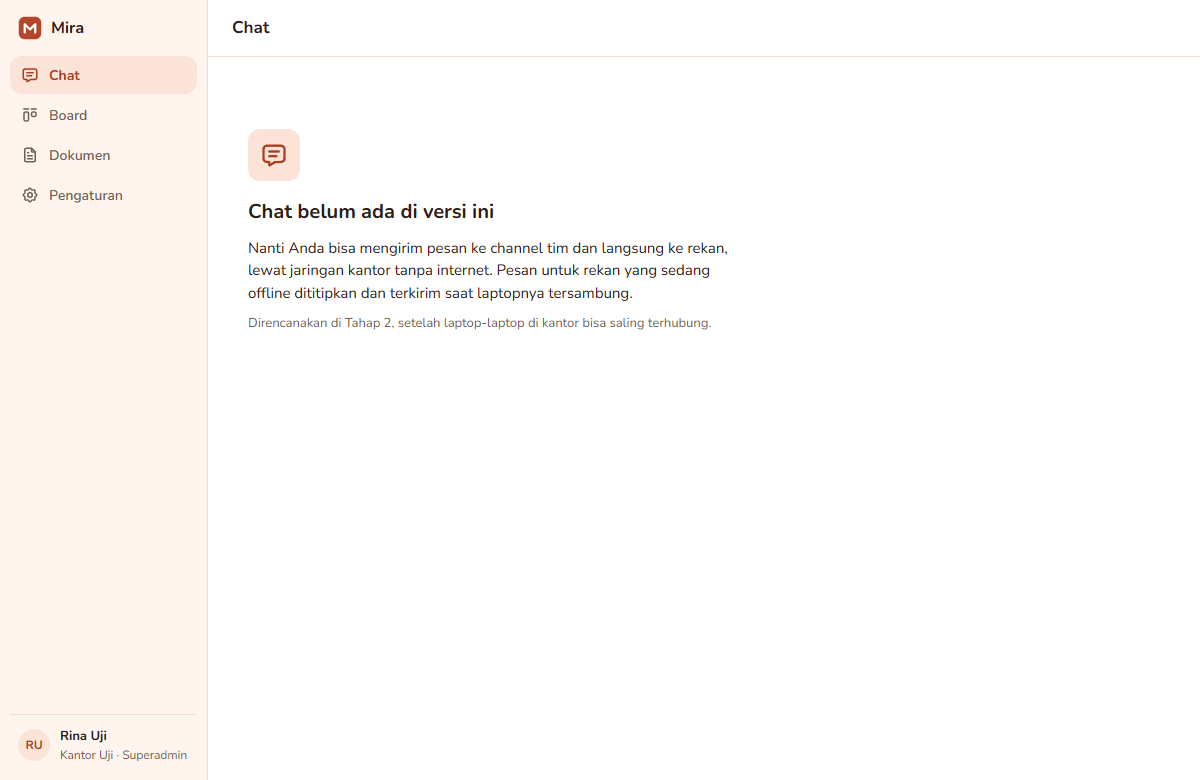 Mira
Chat
Board
Dokumen
Pengaturan
RU
Rina Uji
Kantor Uji · Superadmin
Chat
Chat belum ada di versi ini
Nanti Anda bisa mengirim pesan ke channel tim dan langsung ke rekan,
lewat jaringan kantor tanpa internet. Pesan untuk rekan yang sedang
offline dititipkan dan terkirim saat laptopnya tersambung.
Direncanakan di Tahap 2, setelah laptop-laptop di kantor bisa saling terhubung.